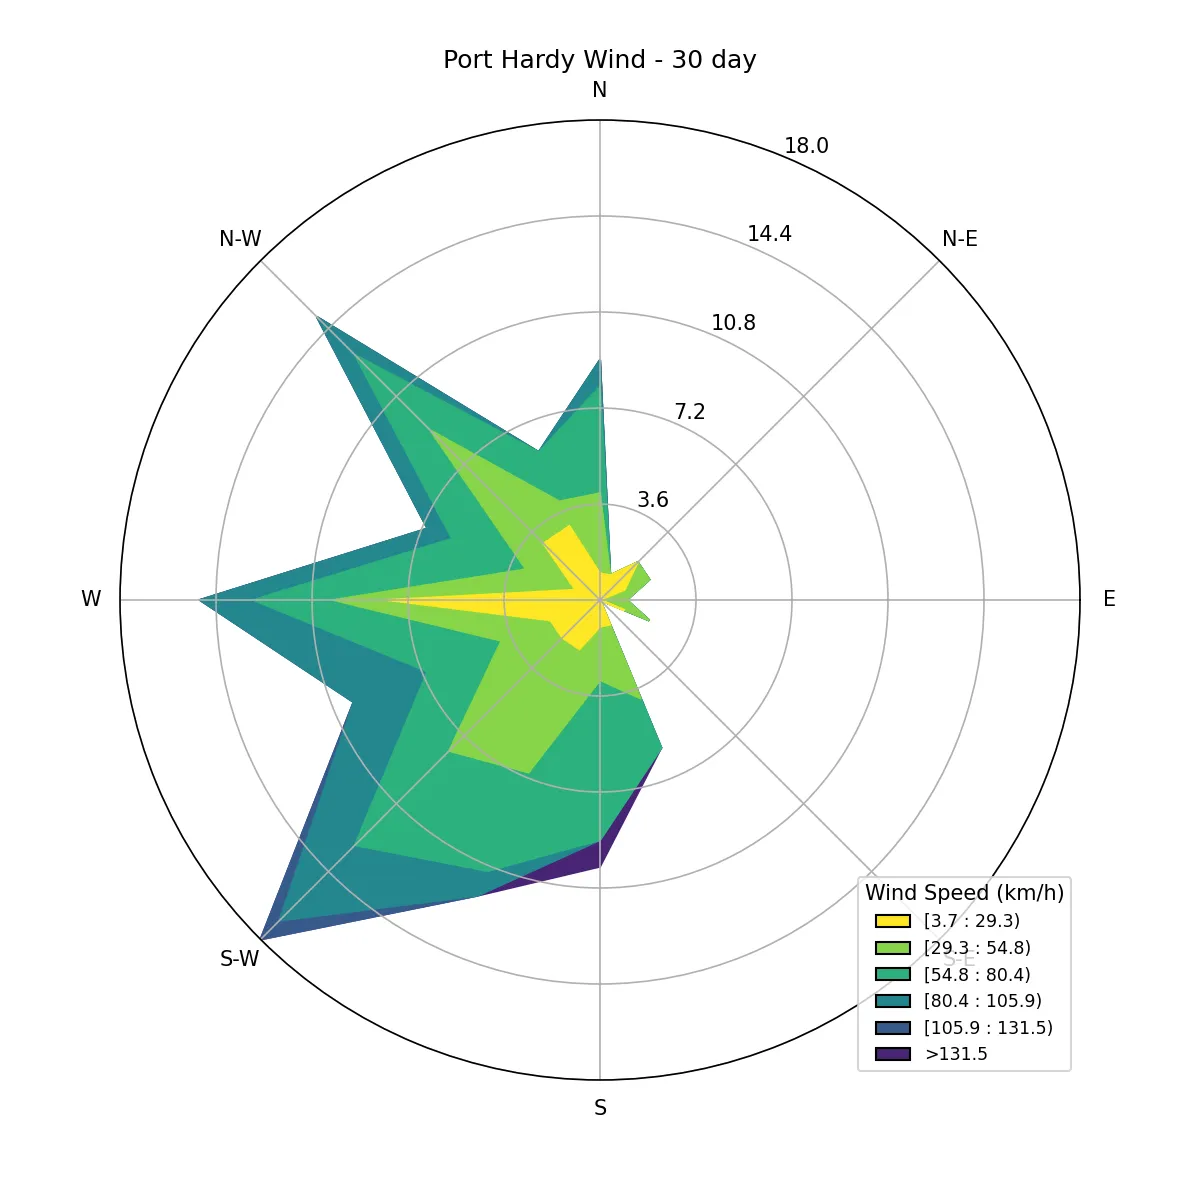 Port Hardy Wind - 30 day
N
18.0
14.4
N-W
N-E
10.8
7.2
3.6
W
E
Wind Speed (km/h)
[3.7 : 29.3)
[29.3 : 54.8)
S-W
S-E
[54.8 : 80.4)
[80.4 : 105.9)
[105.9 : 131.5)
>131.5
S